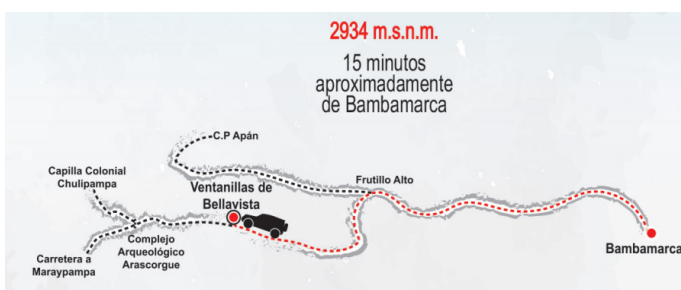 2934 m.s.n.m.
15 minutos
aproximadamente
de Bambamarca
C.P Apán
Capilla Colonial
Chulipampa
Ventanillas de
Bellavista
Frutillo Alto
Bambamarca
Complejo
Arqueológico
Arascorgue
Carretera a
Maraypampa